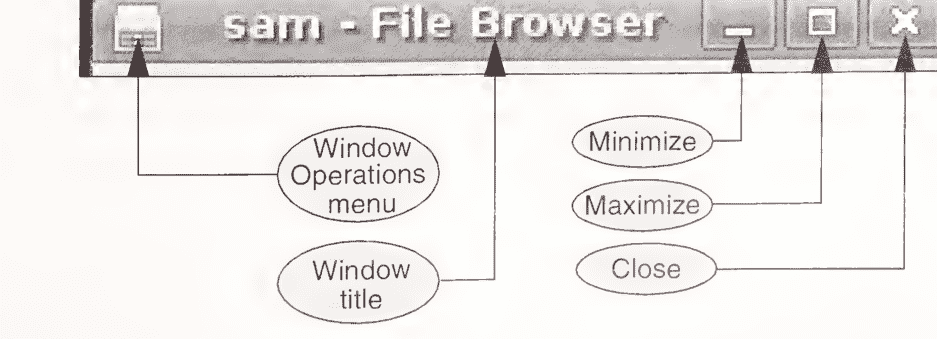 sam - File Browser
Window
Operations
menu
Window
title
Minimize
Maximize
Close